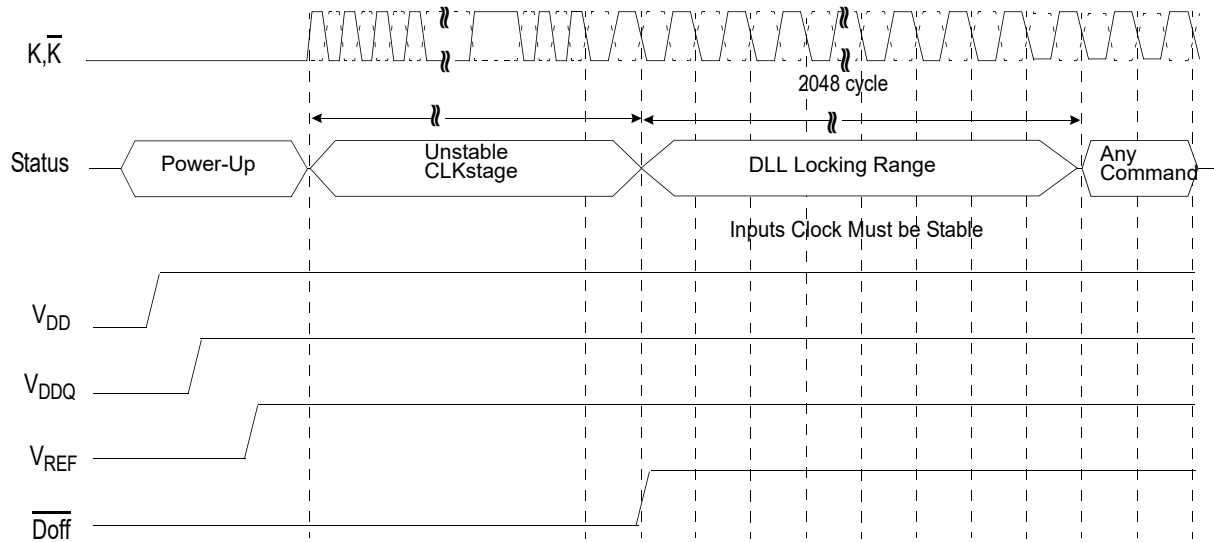 K,K̅
2048 cycle
Status
Power-Up
Unstable
CLKstage
DLL Locking Range
Any
Command
Inputs Clock Must be Stable
VDD
VDDQ
VREF
D̅o̅f̅f̅